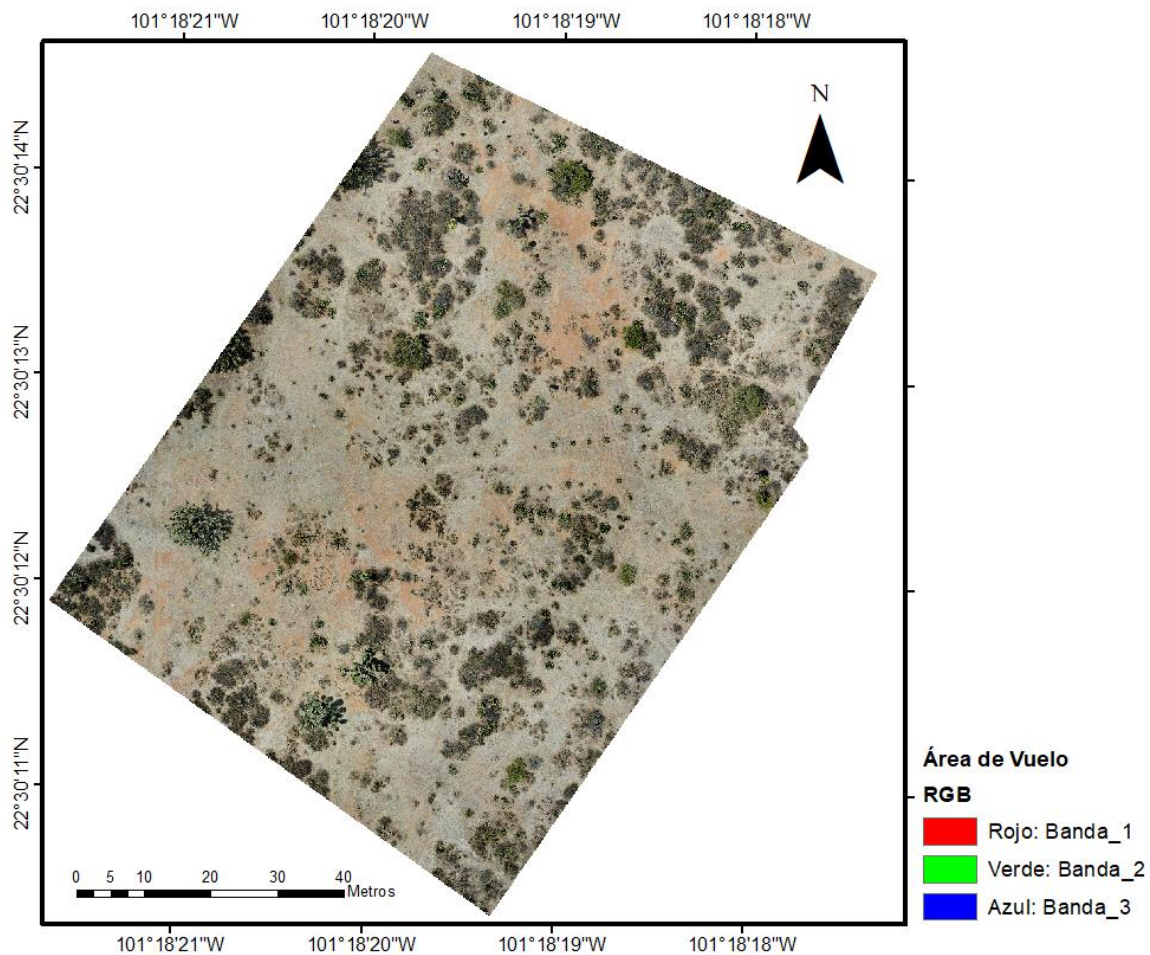 101°18'21"W 101°18'20"W 101°18'19"W 101°18'18"W
N
22°30'14"N
22°30'13"N
22°30'12"N
22°30'11"N
Área de Vuelo
RGB
Rojo: Banda_1
Verde: Banda_2
Azul: Banda_3
0 5 10 20 30 40
Metros
101°18'21"W 101°18'20"W 101°18'19"W 101°18'18"W